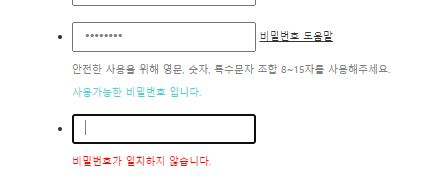 •••••••• 비밀번호 도움말
안전한 사용을 위해 영문, 숫자, 특수문자 조합 8~15자를 사용해주세요.
사용가능한 비밀번호 입니다.
비밀번호가 일치하지 않습니다.